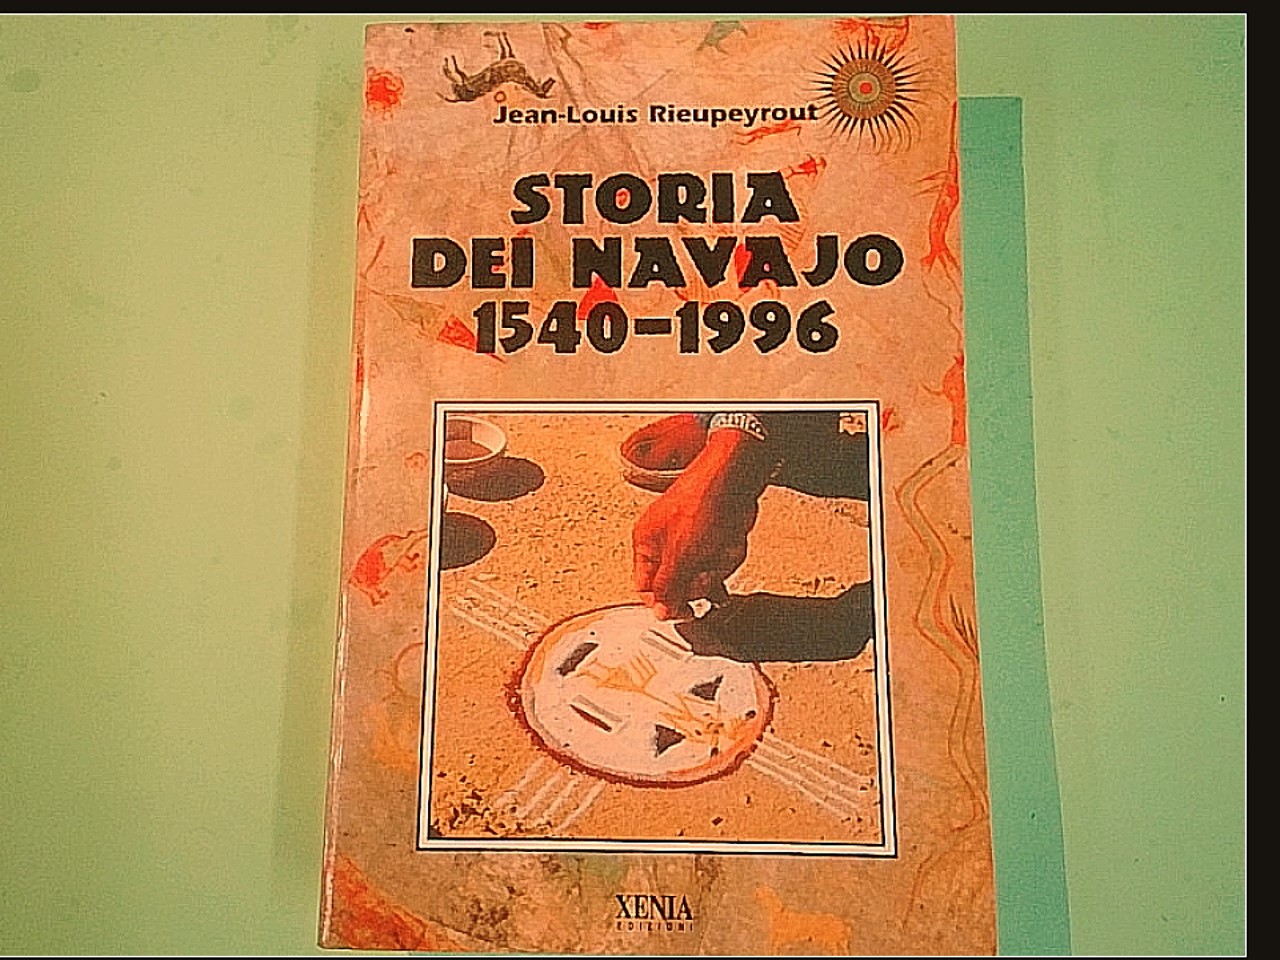 Jean-Louis Rieupeyrout
STORIA
DEI NAVAJO
1540-1996
XENIA
EDIZIONI